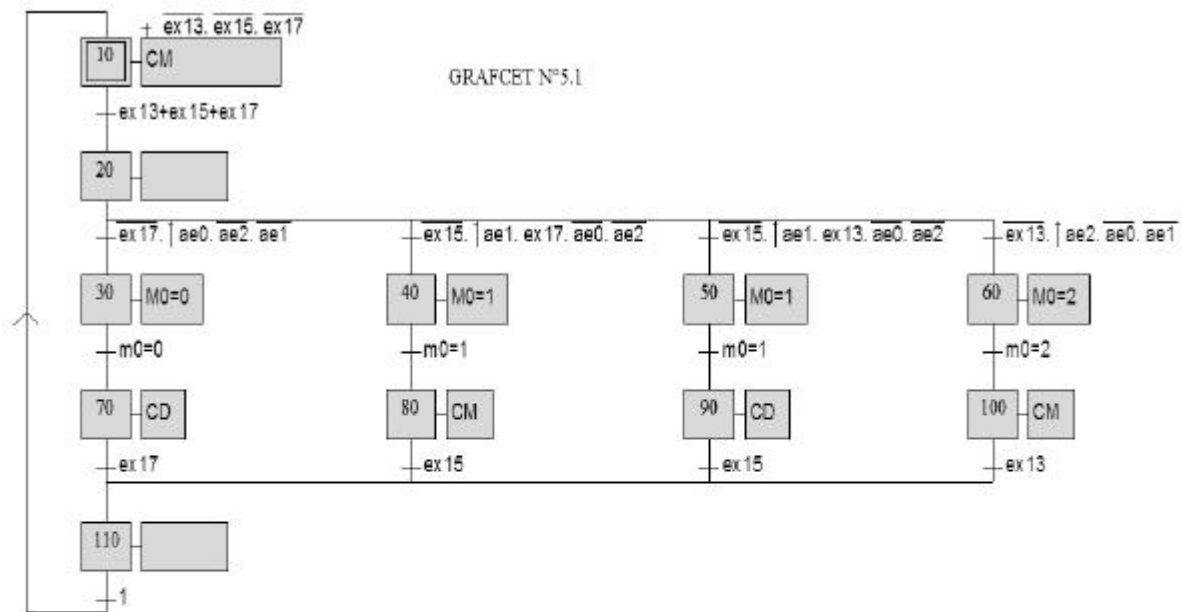 + ex13. ex15. ex17
10 CM
GRAFCET N°5.1
ex13+ex15+ex17
20
ex17. ↑ ae0. ae2. ae1 ex15. ↑ ae1. ex17. ae0. ae2 ex15. ↑ ae1. ex13. ae0. ae2 ex13. ↑ ae2. ae0. ae1
30 M0=0 40 M0=1 50 M0=1 60 M0=2
m0=0 m0=1 m0=1 m0=2
70 CD 80 CM 90 CD 100 CM
ex17 ex15 ex15 ex13
110
1